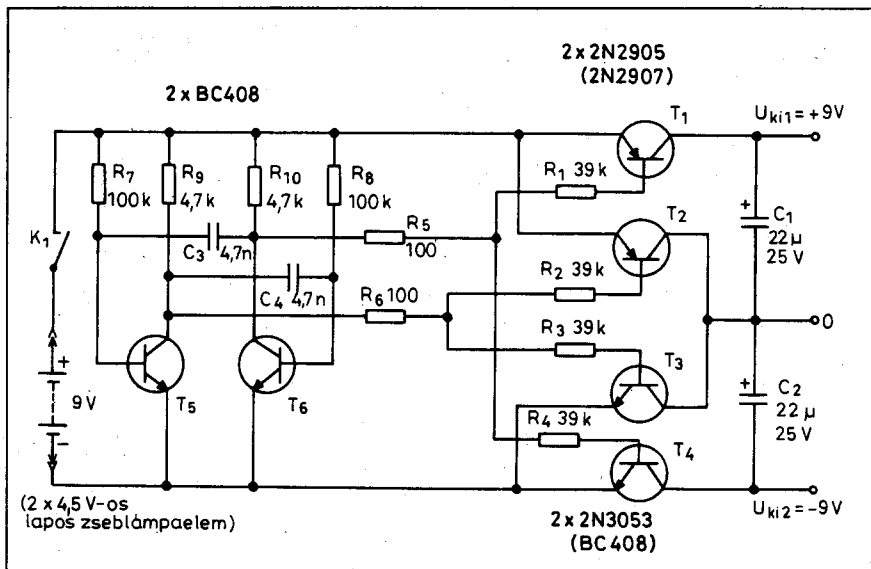 2 x 2N2905
(2N2907)
2 x BC408
T1
Uki1 = +9V
R7
100k
R9
4,7k
R10
4,7k
R8
100k
R1 39k
K1
C3
4,7n
R5
100
T2
+
C1
22µ
25V
C4 4,7n
R6 100
R2 39k
R3 39k
0
+
9V
-
T5
T6
T3
+
C2
22µ
25V
R4 39k
T4
(2 x 4,5V-os
lapos zseblámpaelem)
Uki2 = -9V
2 x 2N3053
(BC408)